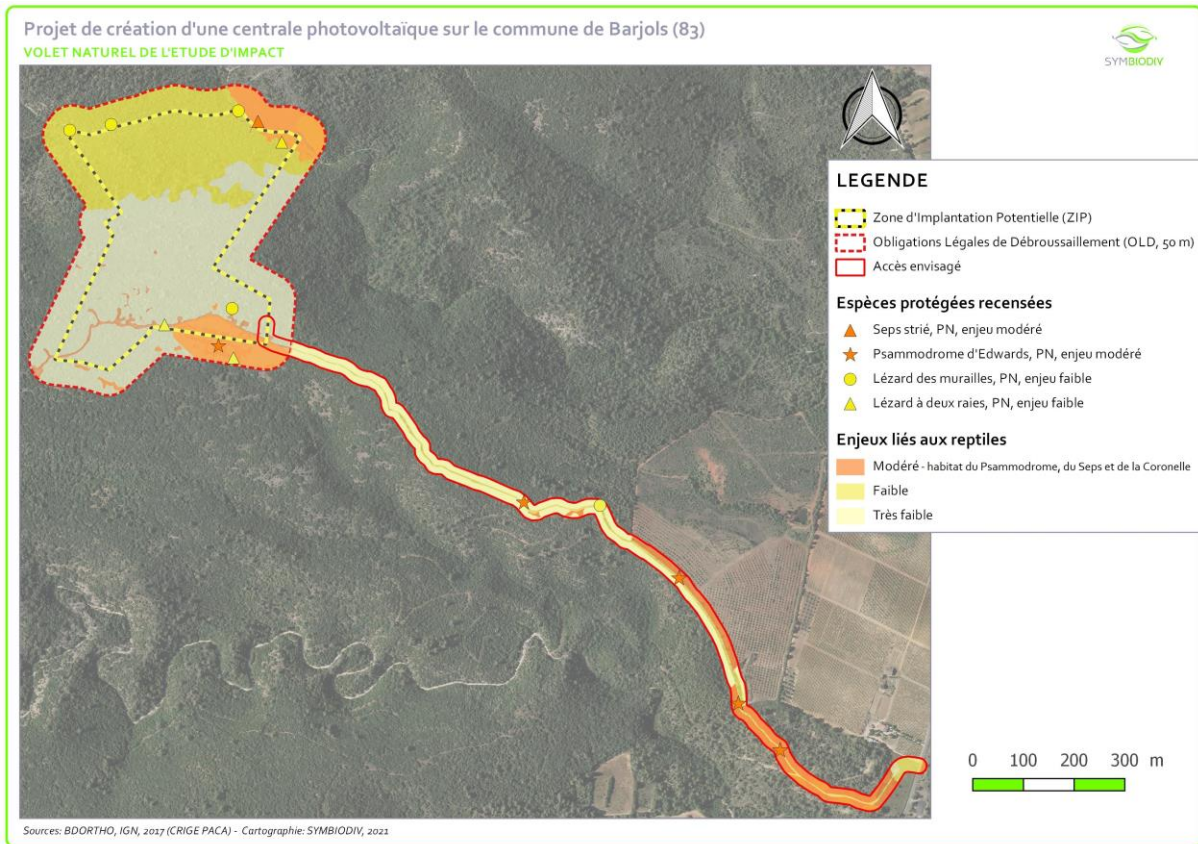 Projet de création d'une centrale photovoltaïque sur le commune de Barjols (83)
VOLET NATUREL DE L'ETUDE D'IMPACT
SYMBIODIV
LEGENDE
Zone d'Implantation Potentielle (ZIP)
Obligations Légales de Débroussaillement (OLD, 50 m)
Accès envisagé
Espèces protégées recensées
Seps strié, PN, enjeu modéré
Psammodrome d'Edwards, PN, enjeu modéré
Lézard des murailles, PN, enjeu faible
Lézard à deux raies, PN, enjeu faible
Enjeux liés aux reptiles
Modéré - habitat du Psammodrome, du Seps et de la Coronelle
Faible
Très faible
0 100 200 300 m
Sources: BDORTHO, IGN, 2017 (CRIGE PACA) - Cartographie: SYMBIODIV, 2021